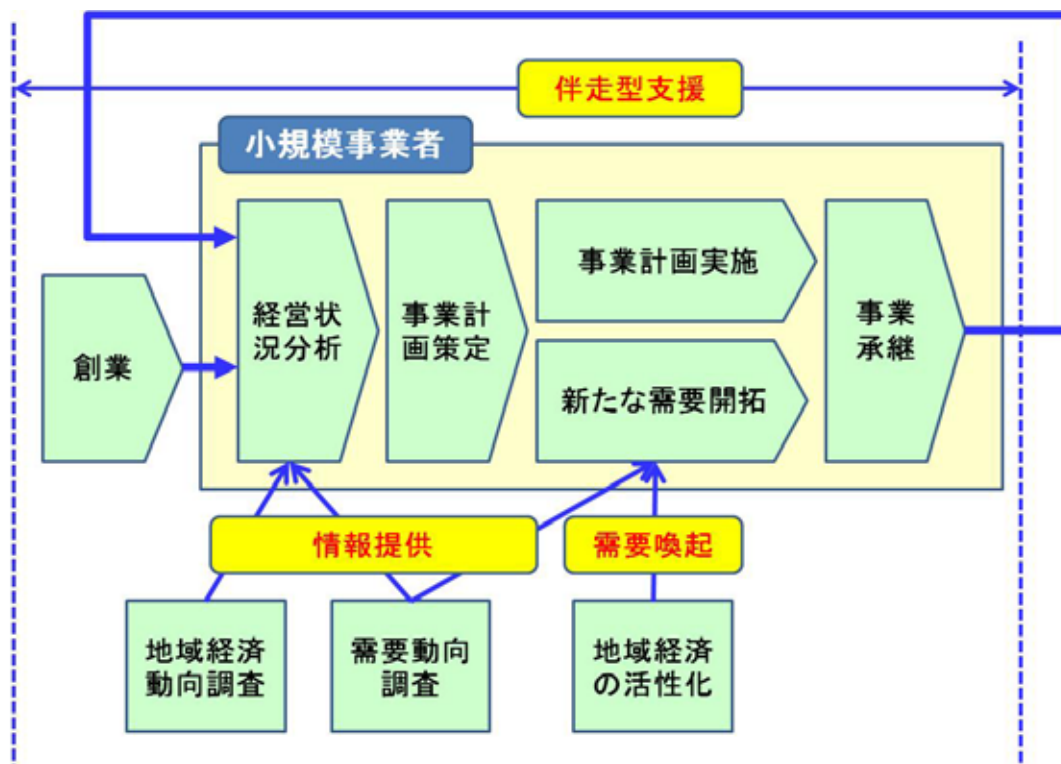 伴走型支援
小規模事業者
創業
経営状
況分析
事業計
画策定
事業計画実施
新たな需要開拓
事業
承継
情報提供
需要喚起
地域経済
動向調査
需要動向
調査
地域経済
の活性化